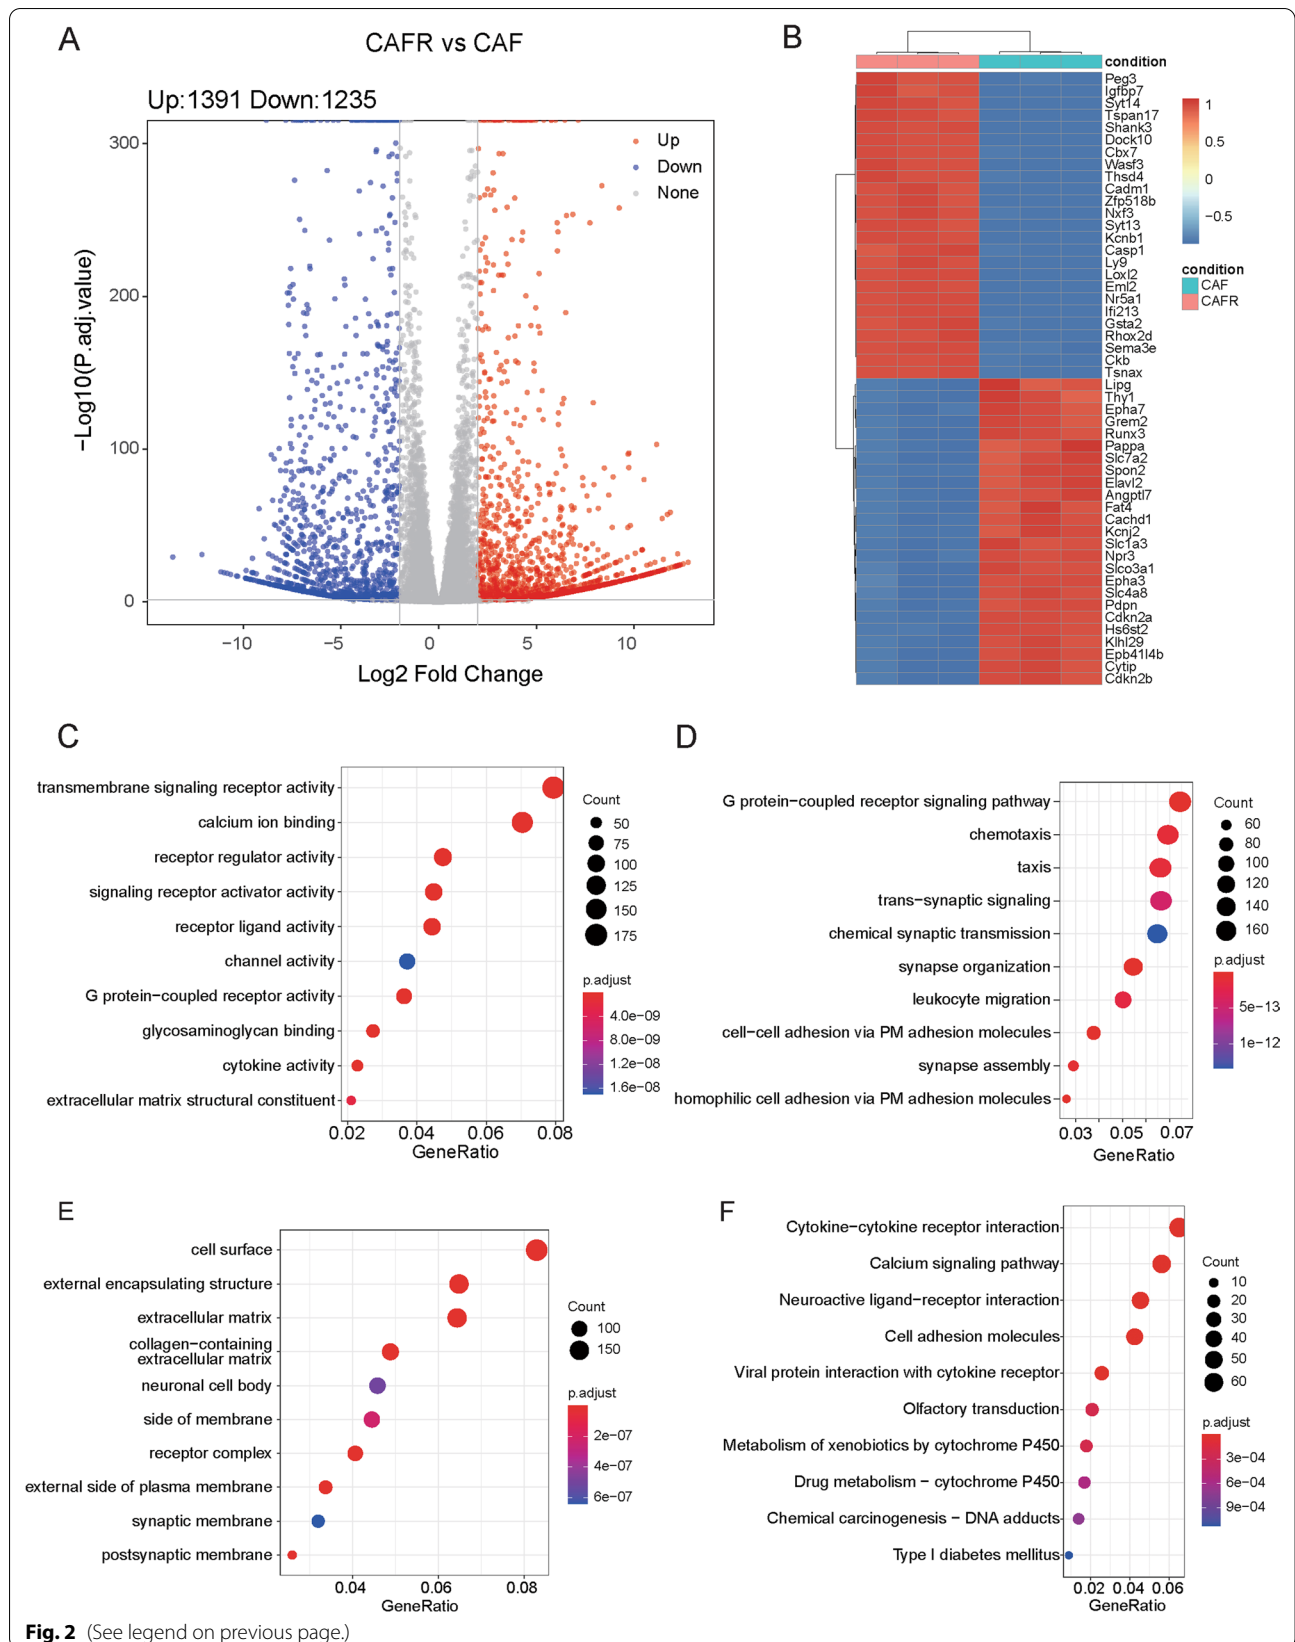 A
CAFR vs CAF
Up:1391 Down:1235
Up
Down
None
300
200
100
0
−Log10(P.adj.value)
−10
−5
0
5
10
Log2 Fold Change
B
condition
Peg3
Igfbp7
Syt14
Tspan17
Shank3
Dock10
Cbx7
Wasf3
Thsd4
Cadm1
Zfp518b
Nxf3
Syt13
Kcnb1
Casp1
Ly9
Loxl2
Eml2
Nr5a1
Ifi213
Gsta2
Rhox2d
Sema3e
Ckb
Tsnax
Lipg
Thy1
Epha7
Grem2
Runx3
Pappa
Slc7a2
Spon2
Elavl2
Angptl7
Fat4
Cachd1
Kcnj2
Slc1a3
Npr3
Slco3a1
Epha3
Slc4a8
Pdpn
Cdkn2a
Hs6st2
Klhl29
Epb41l4b
Cytip
Cdkn2b
1
0.5
0
−0.5
condition
CAF
CAFR
C
transmembrane signaling receptor activity
calcium ion binding
receptor regulator activity
signaling receptor activator activity
receptor ligand activity
channel activity
G protein−coupled receptor activity
glycosaminoglycan binding
cytokine activity
extracellular matrix structural constituent
0.02 0.04 0.06 0.08
GeneRatio
Count
50
75
100
125
150
175
p.adjust
4.0e−09
8.0e−09
1.2e−08
1.6e−08
D
G protein−coupled receptor signaling pathway
chemotaxis
taxis
trans−synaptic signaling
chemical synaptic transmission
synapse organization
leukocyte migration
cell−cell adhesion via PM adhesion molecules
synapse assembly
homophilic cell adhesion via PM adhesion molecules
0.03 0.05 0.07
GeneRatio
Count
60
80
100
120
140
160
p.adjust
5e−13
1e−12
E
cell surface
external encapsulating structure
extracellular matrix
collagen−containing
extracellular matrix
neuronal cell body
side of membrane
receptor complex
external side of plasma membrane
synaptic membrane
postsynaptic membrane
0.04 0.06 0.08
GeneRatio
Count
100
150
p.adjust
2e−07
4e−07
6e−07
F
Cytokine−cytokine receptor interaction
Calcium signaling pathway
Neuroactive ligand−receptor interaction
Cell adhesion molecules
Viral protein interaction with cytokine receptor
Olfactory transduction
Metabolism of xenobiotics by cytochrome P450
Drug metabolism − cytochrome P450
Chemical carcinogenesis − DNA adducts
Type I diabetes mellitus
0.02 0.04 0.06
GeneRatio
Count
10
20
30
40
50
60
p.adjust
3e−04
6e−04
9e−04
Fig. 2 (See legend on previous page.)